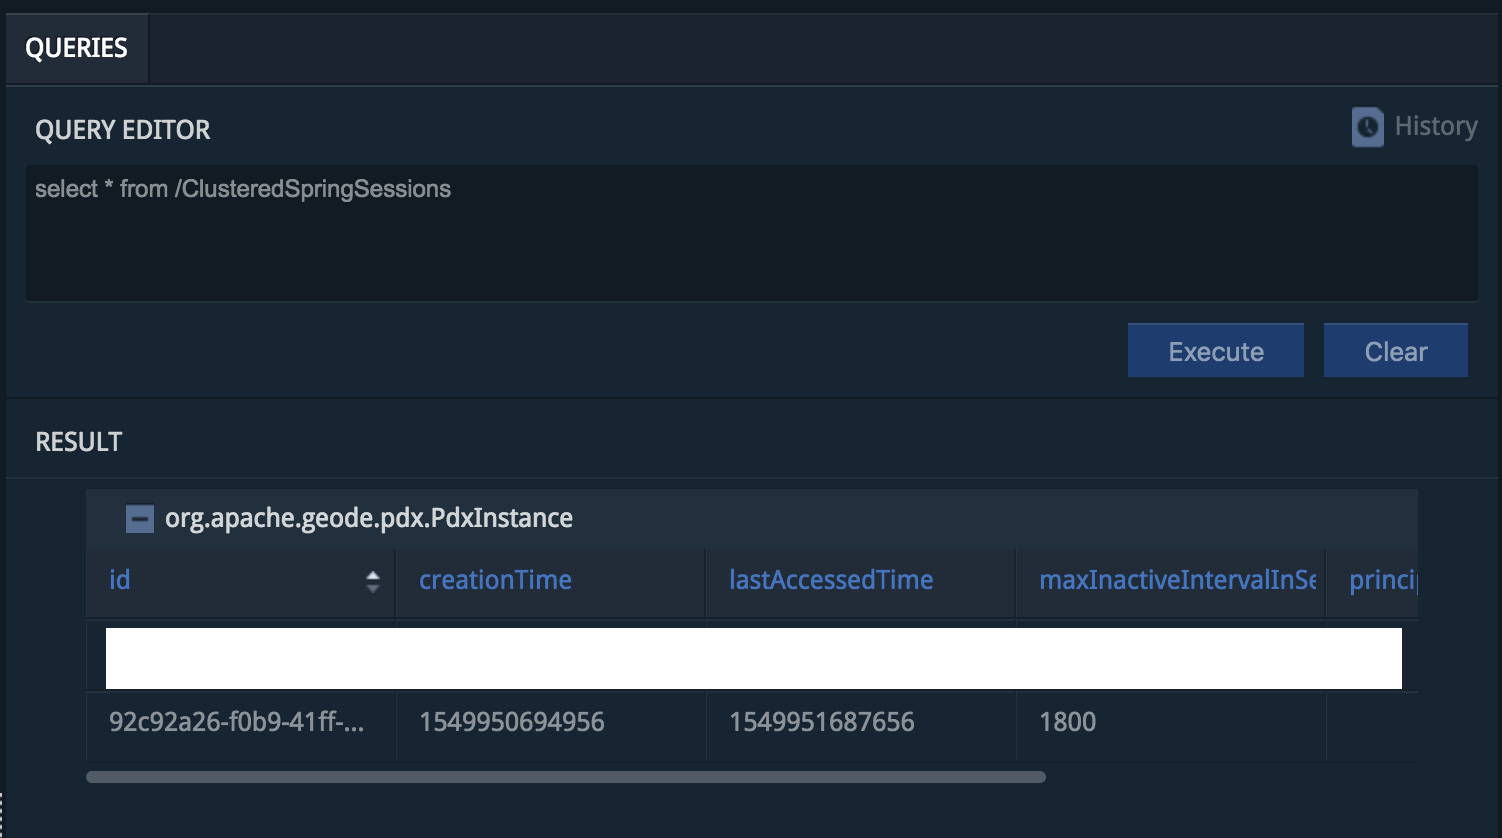 QUERIES
QUERY EDITOR
History
select * from /ClusteredSpringSessions
Execute Clear
RESULT
org.apache.geode.pdx.PdxInstance
id creationTime lastAccessedTime maxInactiveIntervalInSe princip
92c92a26-f0b9-41ff-... 1549950694956 1549951687656 1800